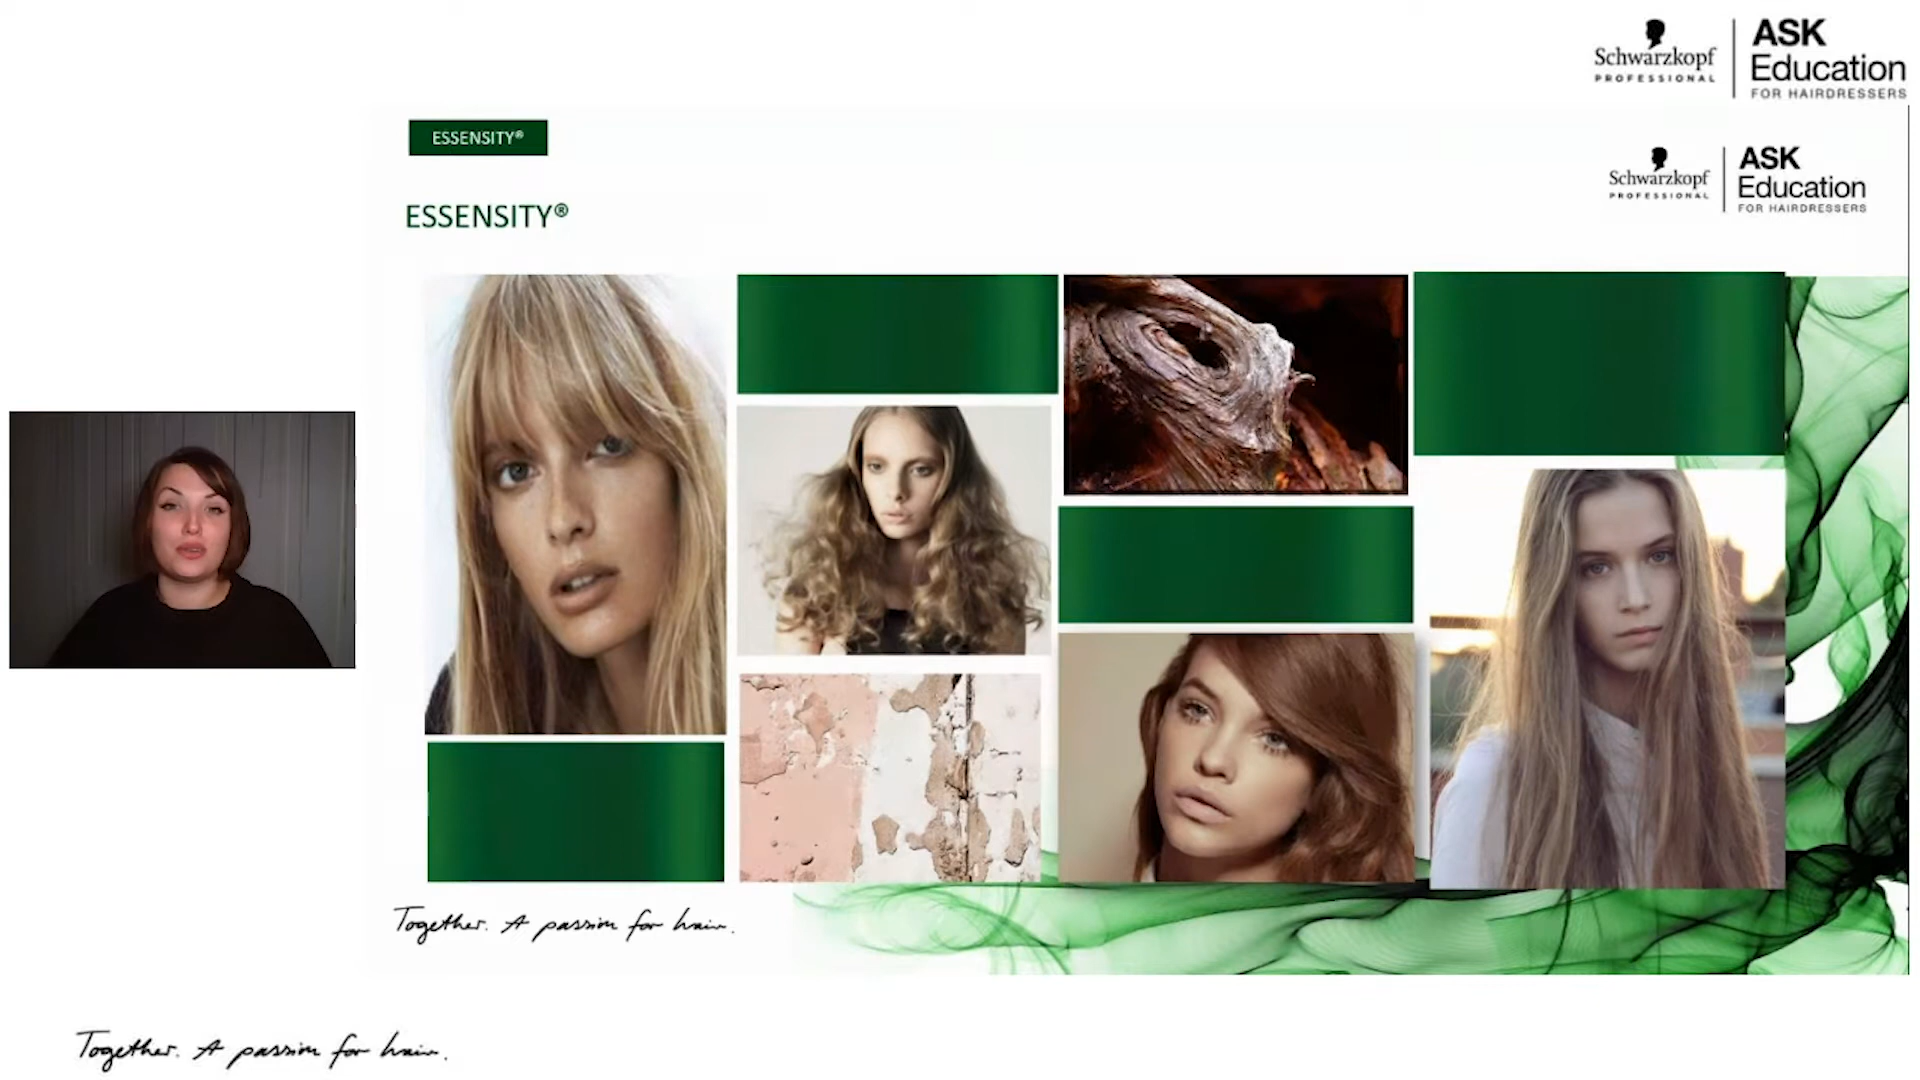 Schwarzkopf
PROFESSIONAL
ASK
Education
FOR HAIRDRESSERS
ESSENSITY®
Schwarzkopf
PROFESSIONAL
ASK
Education
FOR HAIRDRESSERS
ESSENSITY®
Together. A passion for hair.
Together. A passion for hair.